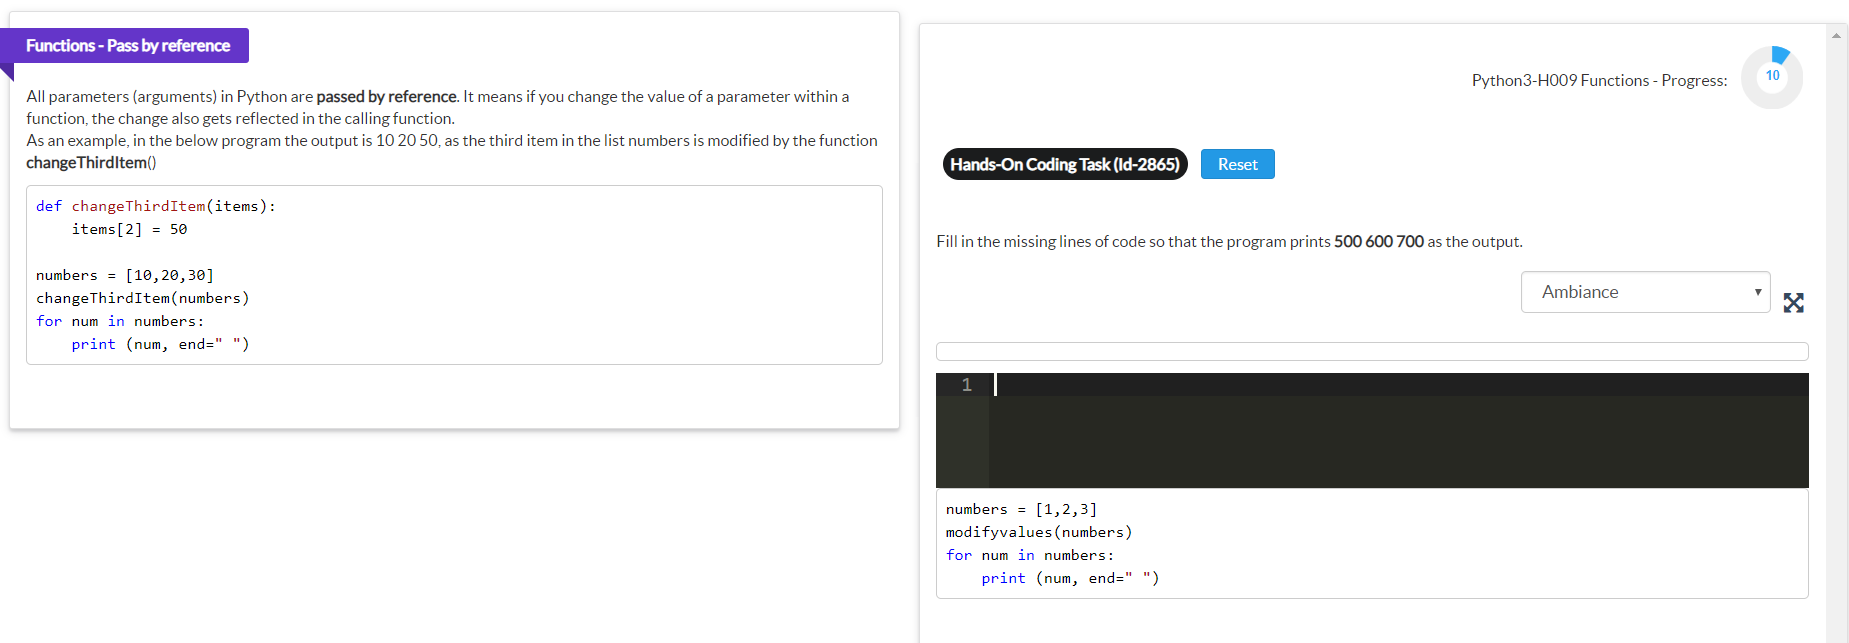 Functions - Pass by reference
All parameters (arguments) in Python are passed by reference. It means if you change the value of a parameter within a
function, the change also gets reflected in the calling function.
As an example, in the below program the output is 10 20 50, as the third item in the list numbers is modified by the function
changeThirdItem()
def changeThirdItem(items):
    items[2] = 50
numbers = [10,20,30]
changeThirdItem(numbers)
for num in numbers:
    print (num, end=" ")
Python3-H009 Functions - Progress:
10
Hands-On Coding Task (Id-2865)
Reset
Fill in the missing lines of code so that the program prints 500 600 700 as the output.
Ambiance
1
numbers = [1,2,3]
modifyvalues(numbers)
for num in numbers:
    print (num, end=" ")